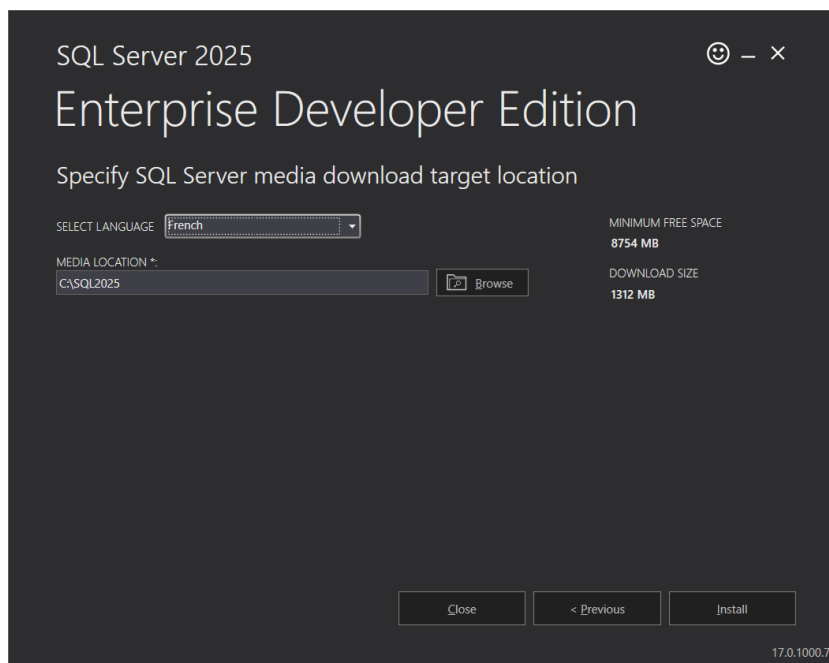 SQL Server 2025
Enterprise Developer Edition
Specify SQL Server media download target location
SELECT LANGUAGE French
MINIMUM FREE SPACE
8754 MB
MEDIA LOCATION *:
C:\SQL2025
Browse
DOWNLOAD SIZE
1312 MB
Close
< Previous
Install
17.0.1000.7